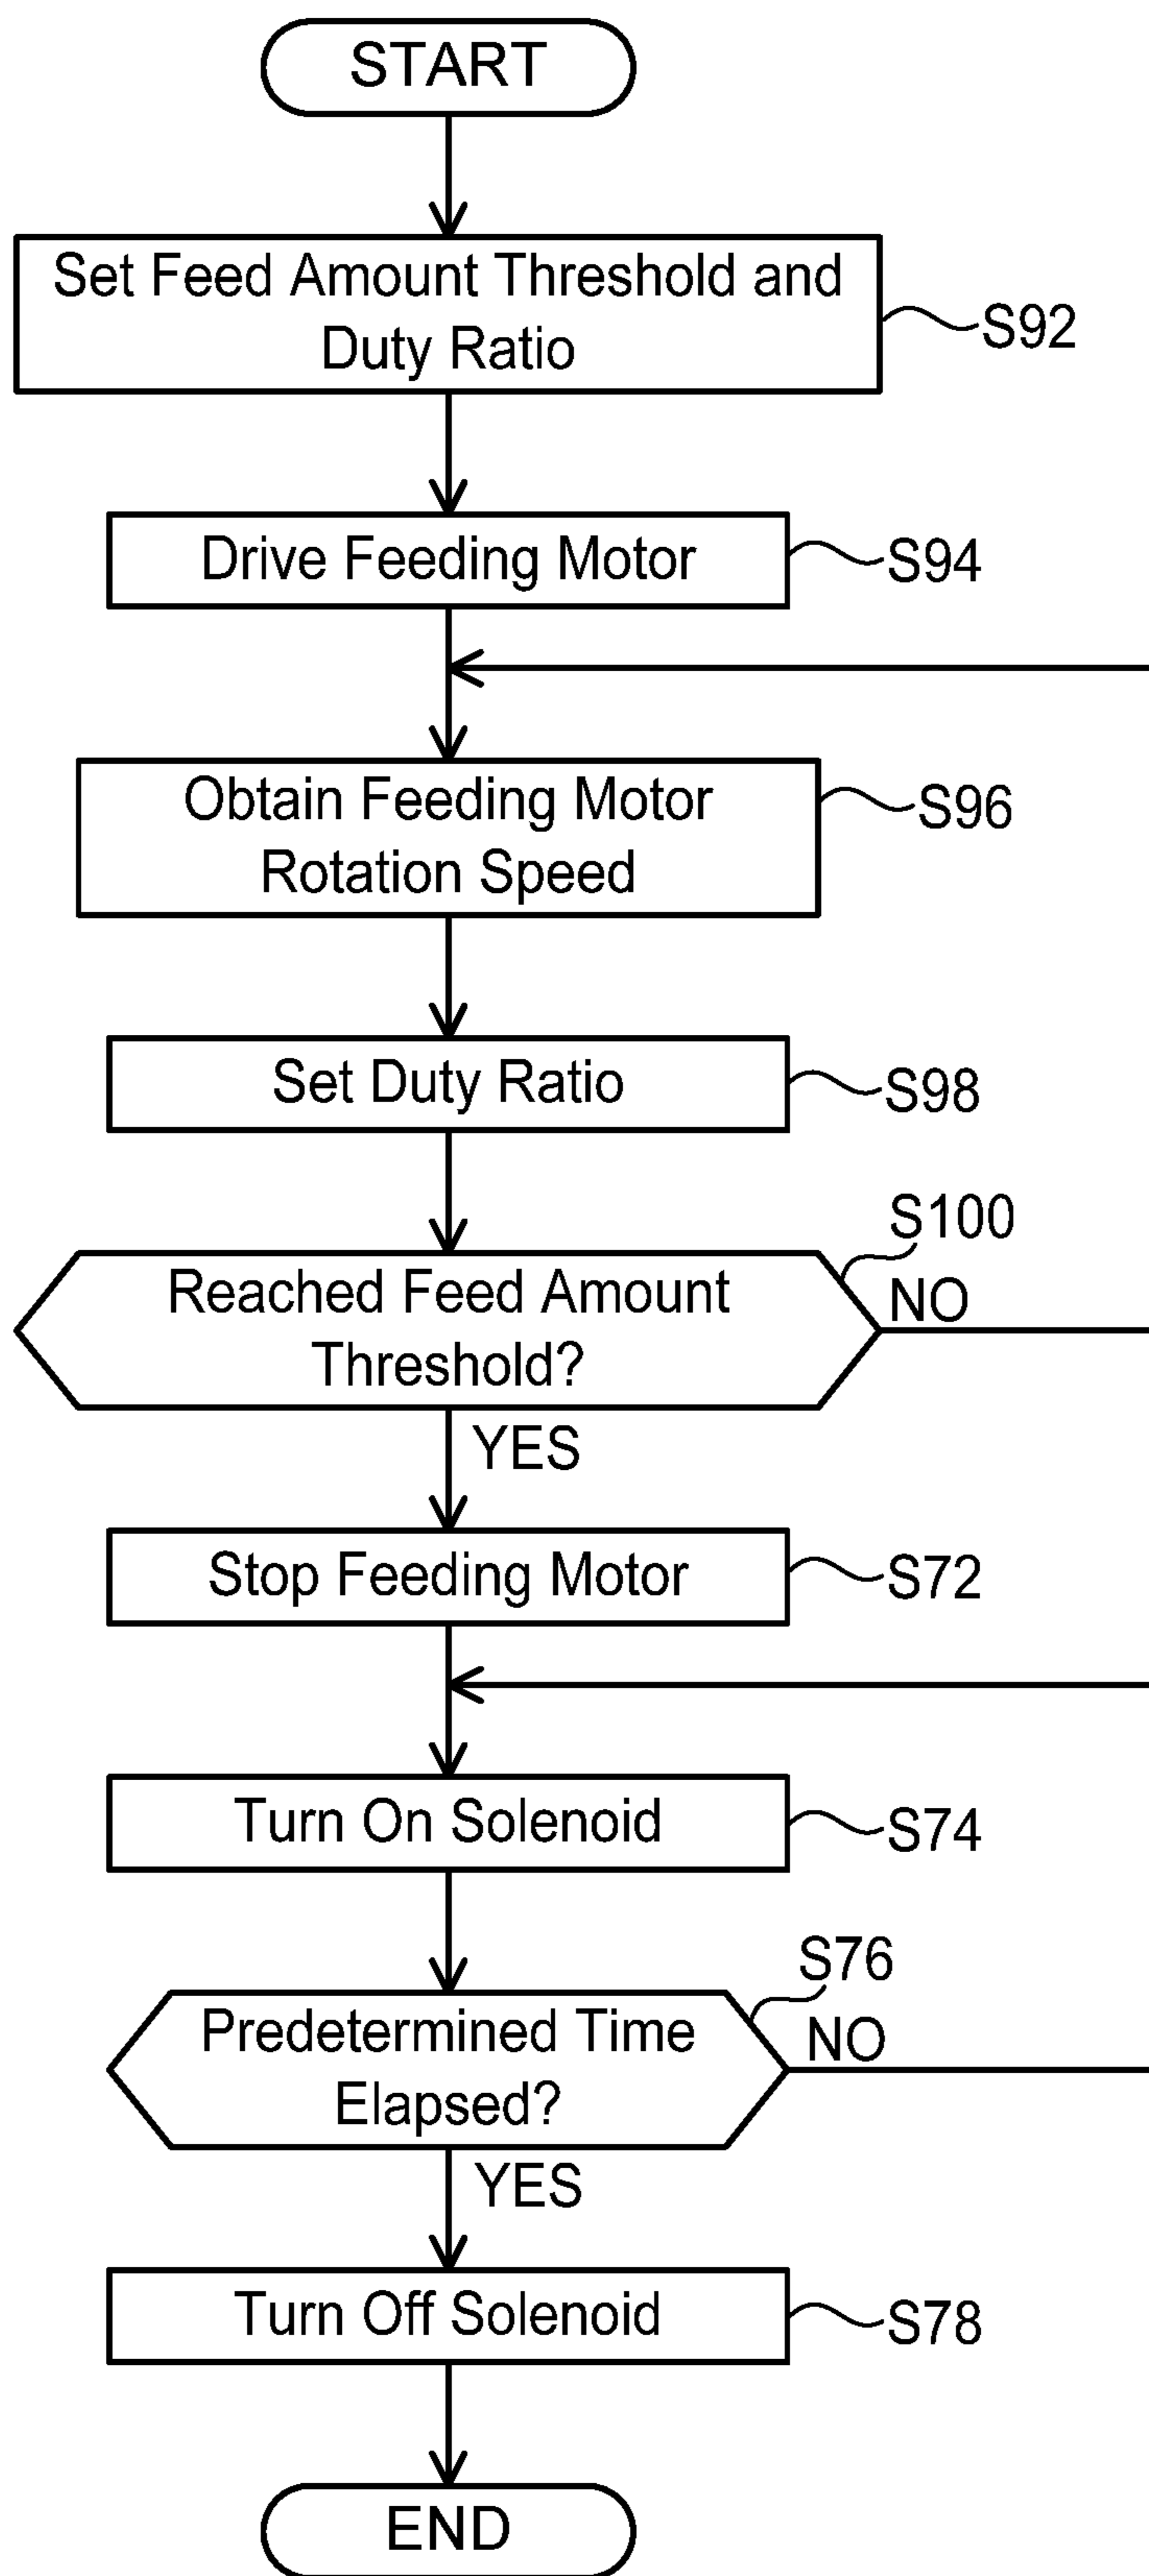 START
Set Feed Amount Threshold and
Duty Ratio
S92
Drive Feeding Motor
S94
Obtain Feeding Motor
Rotation Speed
S96
Set Duty Ratio
S98
S100
Reached Feed Amount
Threshold?
NO
YES
Stop Feeding Motor
S72
Turn On Solenoid
S74
S76
Predetermined Time
Elapsed?
NO
YES
Turn Off Solenoid
S78
END